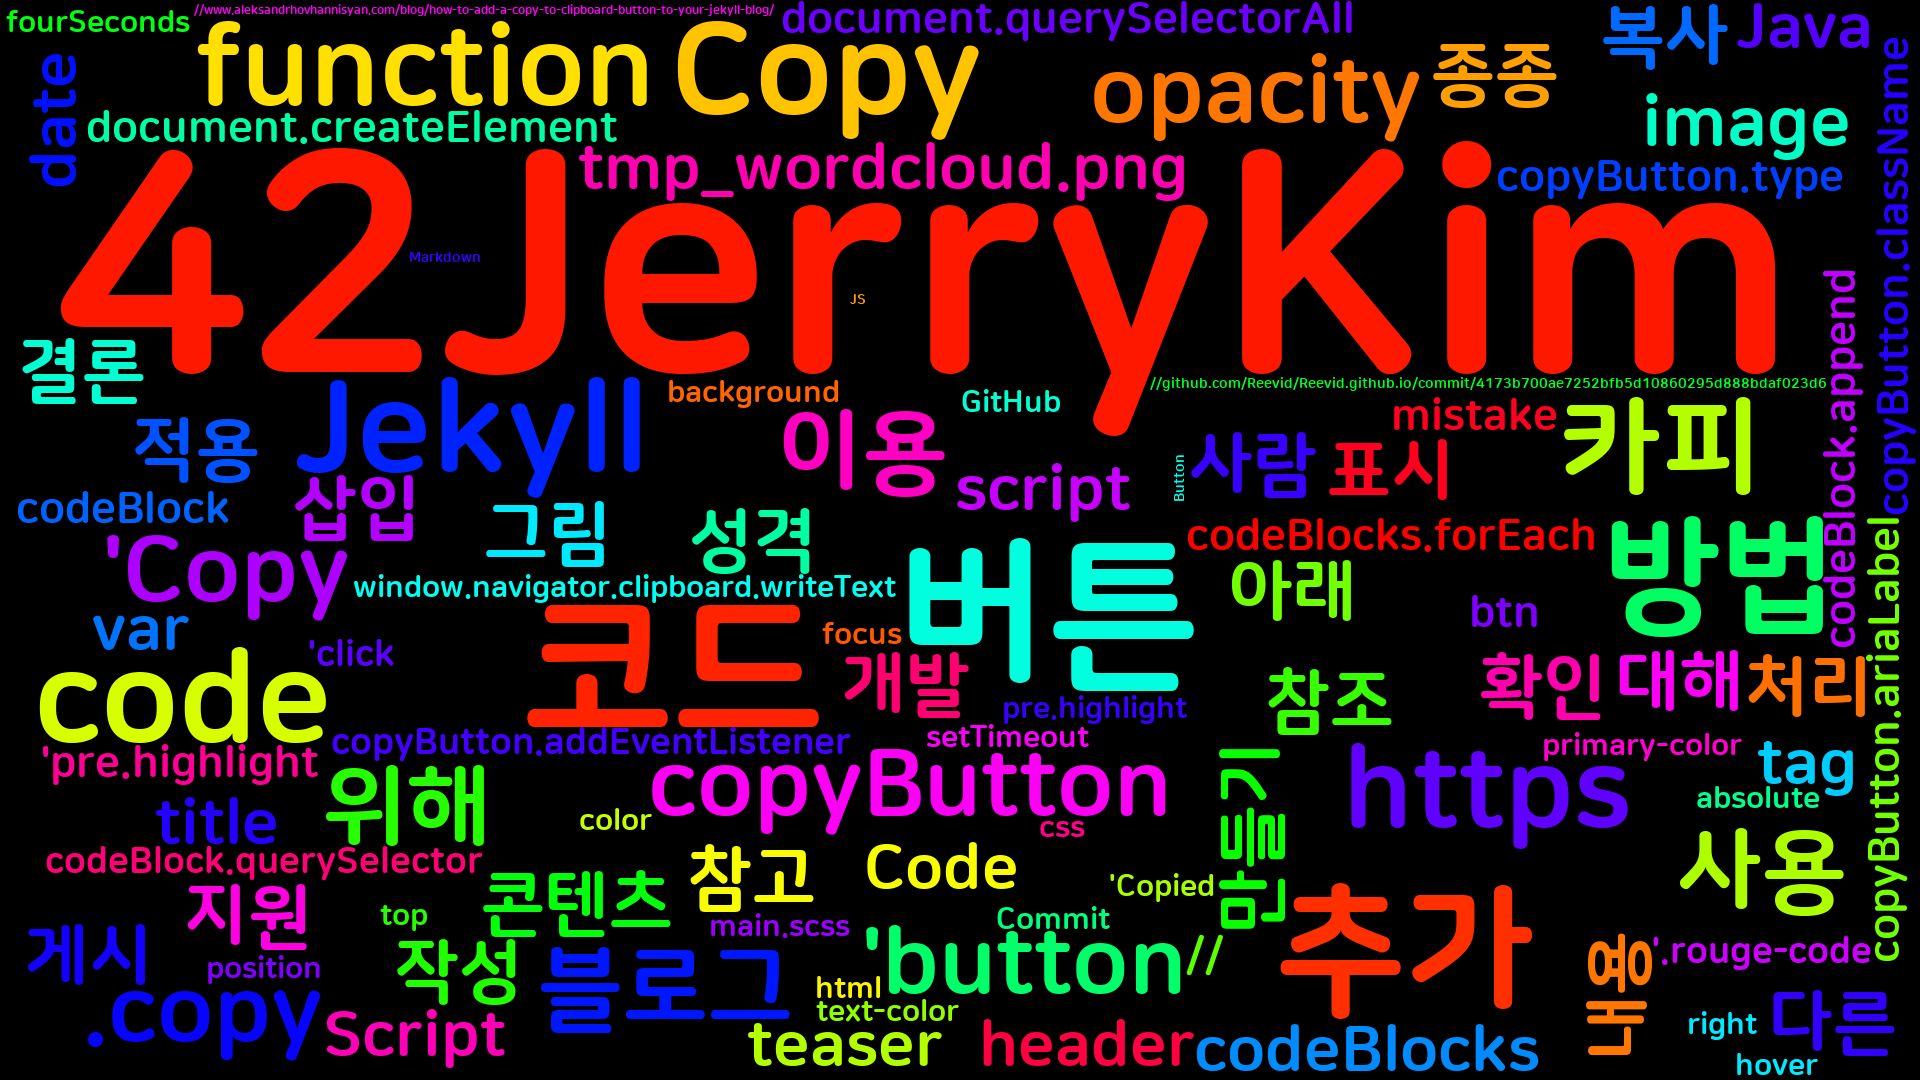 fourSeconds
//www.aleksandrhovhannisyan.com/blog/how-to-add-a-copy-to-clipboard-button-to-your-jekyll-blog/
document.querySelectorAll
복사
Java
date
function
Copy
opacity
종종
image
document.createElement
tmp_wordcloud.png
copyButton.type
copyButton.className
42JerryKim
Markdown
JS
결론
Jekyll
background
GitHub
//github.com/Reevid/Reevid.github.io/commit/4173b700ae7252bfb5d10860295d888bdaf023d6
codeBlock.append
적용
이용
mistake
카피
사람
표시
script
Button
codeBlock
삽입
그림
성격
codeBlocks.forEach
방법
'Copy
window.navigator.clipboard.writeText
버튼
아래
btn
copyButton.ariaLabel
var
'click
코드
focus
개발
code
pre.highlight
참조
확인
대해
처리
copyButton.addEventListener
setTimeout
primary-color
tag
'pre.highlight
위해
copyButton
만들기
https
absolute
title
color
css
codeBlock.querySelector
참고
Code
'Copied
사용
지원
콘텐츠
top
main.scss
Commit
추가
게시
position
작성
블로그
'button
//
용도
'.rouge-code
.copy
html
text-color
Script
teaser
header
codeBlocks
right
다른
hover